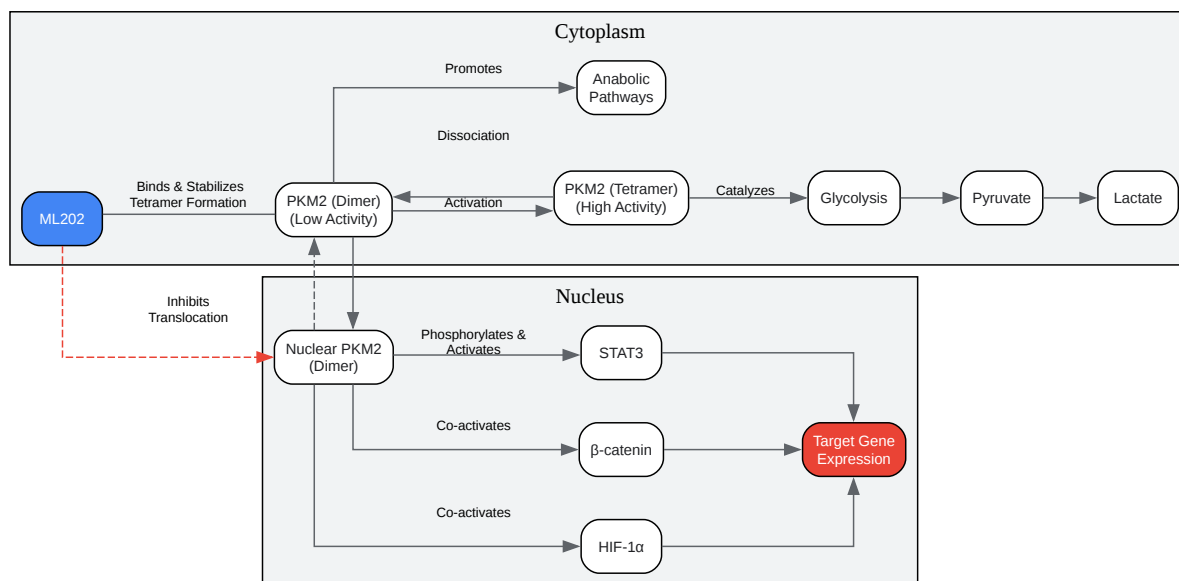 Cytoplasm
Promotes
Anabolic
Pathways
Dissociation
Binds & Stabilizes
Tetramer Formation
ML202
PKM2 (Dimer)
(Low Activity)
Activation
PKM2 (Tetramer)
(High Activity)
Catalyzes
Glycolysis
Pyruvate
Lactate
Nucleus
Inhibits
Translocation
Nuclear PKM2
(Dimer)
Phosphorylates &
Activates
STAT3
Co-activates
β-catenin
Target Gene
Expression
Co-activates
HIF-1α